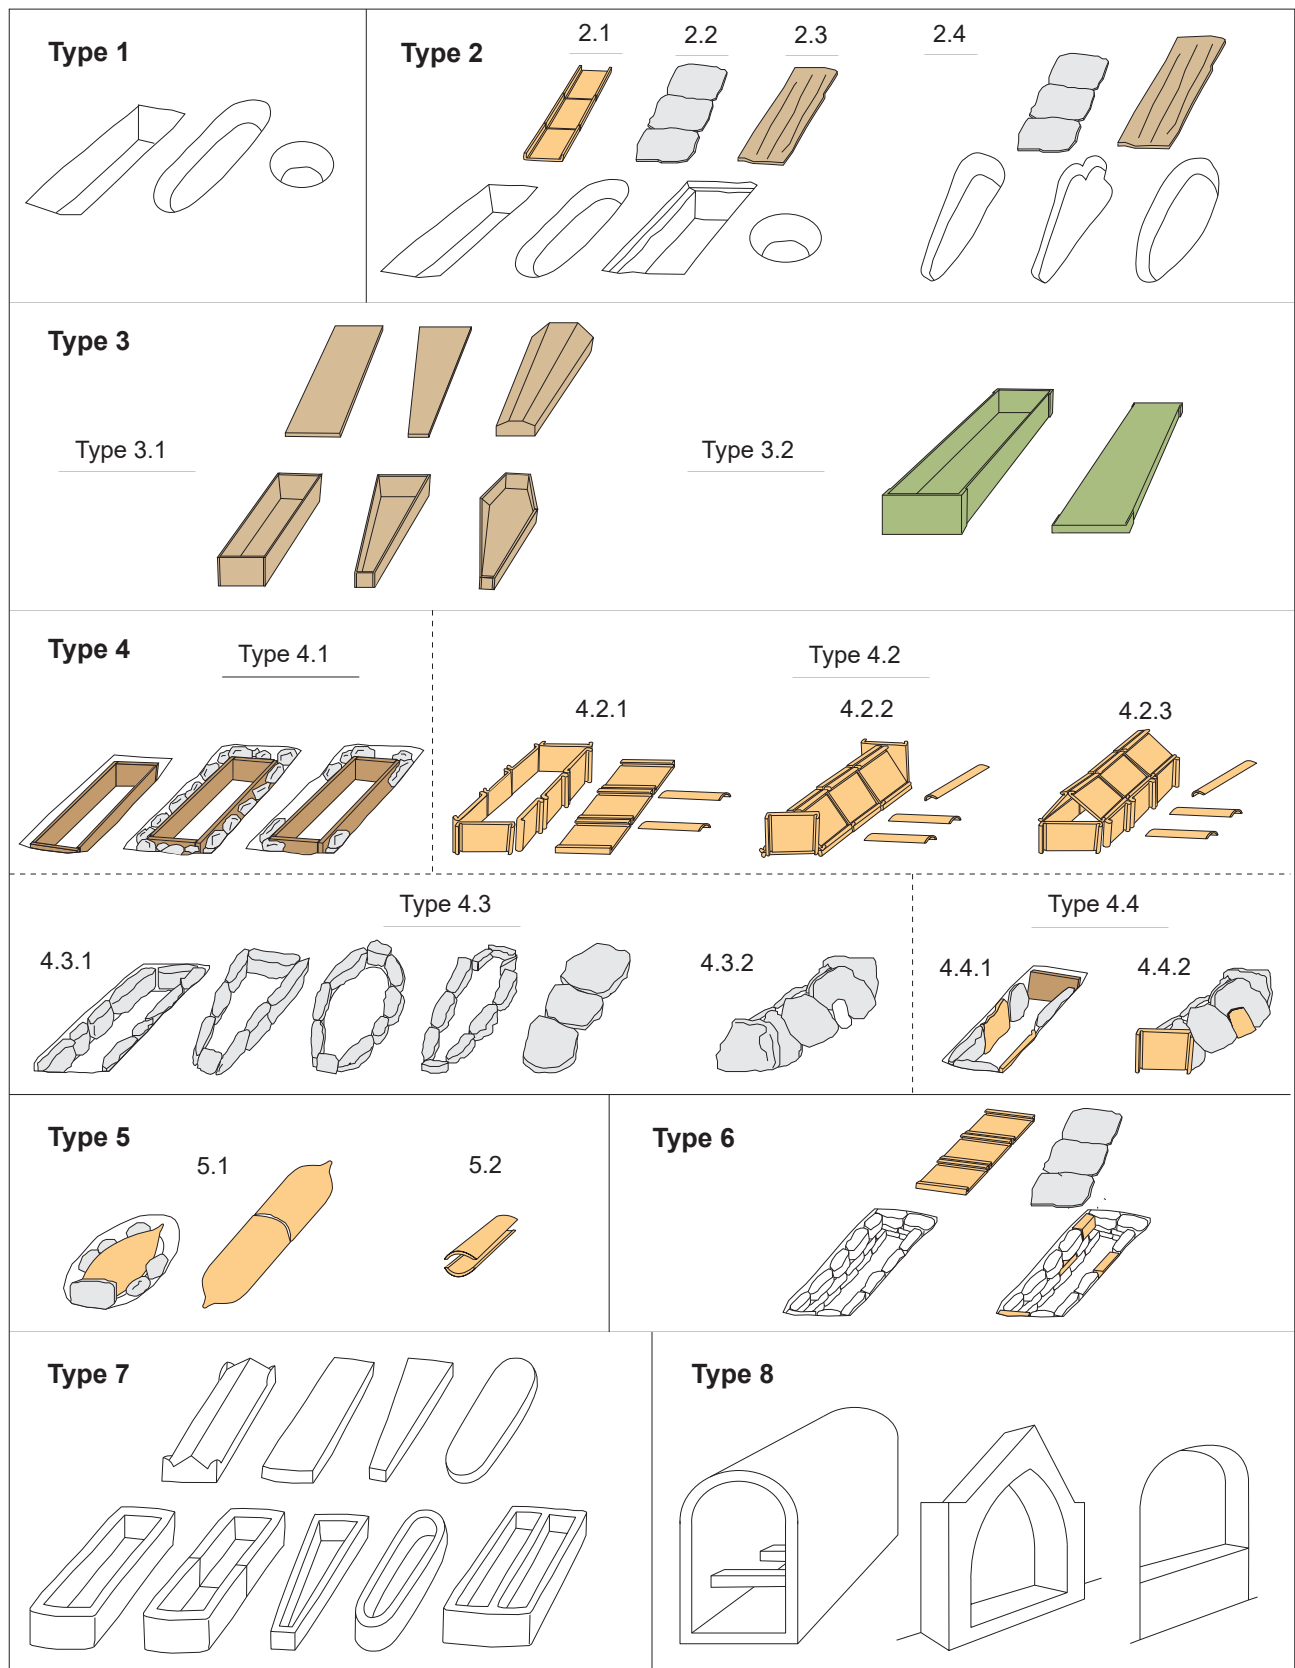 Type 1
Type 2
2.1
2.2
2.3
2.4
Type 3
Type 3.1
Type 3.2
Type 4
Type 4.1
Type 4.2
4.2.1
4.2.2
4.2.3
Type 4.3
4.3.1
4.3.2
Type 4.4
4.4.1
4.4.2
Type 5
5.1
5.2
Type 6
Type 7
Type 8